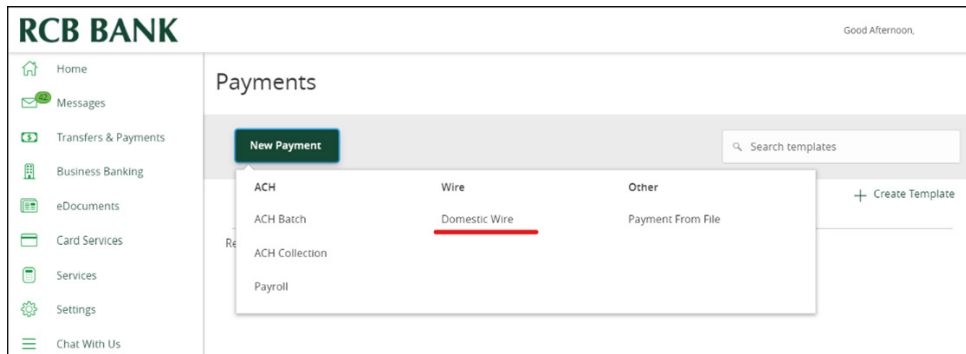 RCB BANK
Good Afternoon,
Home
42
Messages
Transfers & Payments
Business Banking
eDocuments
Card Services
Services
Settings
Chat With Us
Payments
New Payment
Search templates
Create Template
ACH
ACH Batch
ACH Collection
Payroll
Wire
Domestic Wire
Other
Payment From File
Re